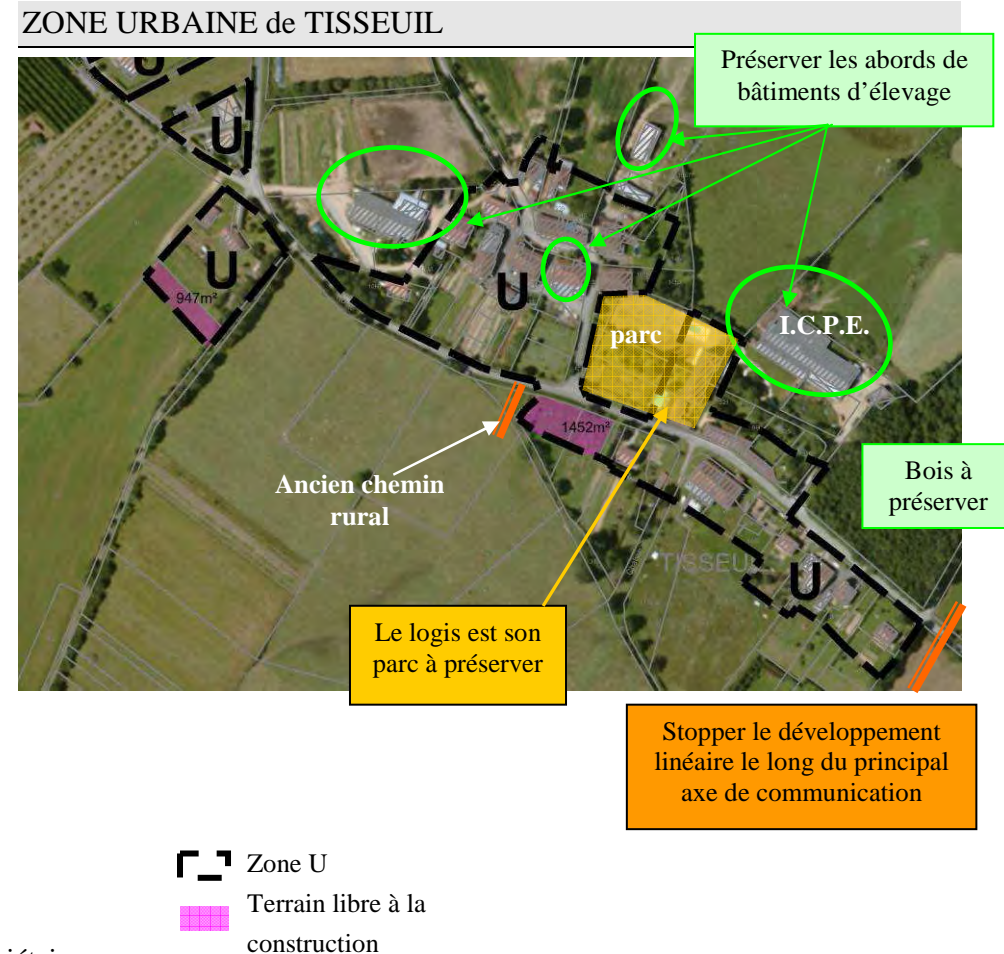 ZONE URBAINE de TISSEUIL
Préserver les abords de
bâtiments d'élevage
U
U
U
947m²
U
parc
I.C.P.E.
1452m²
Ancien chemin
rural
Bois à
préserver
TISSEUIL
U
Le logis est son
parc à préserver
Stopper le développement
linéaire le long du principal
axe de communication
Zone U
Terrain libre à la
construction